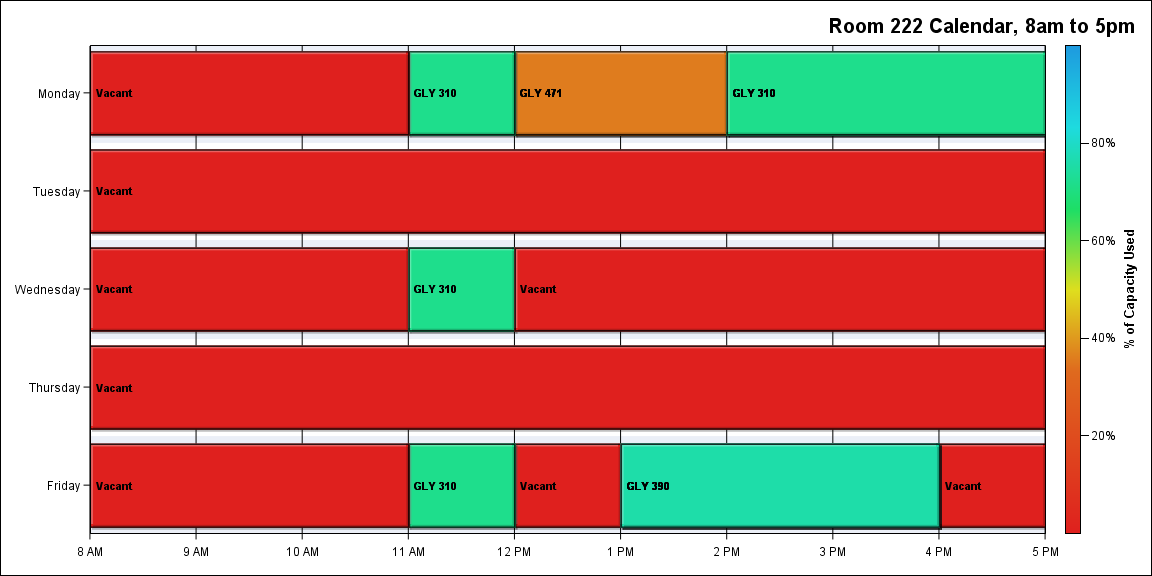 Room 222 Calendar, 8am to 5pm
Monday
Vacant
GLY 310
GLY 471
GLY 310
Tuesday
Vacant
Wednesday
Vacant
GLY 310
Vacant
Thursday
Vacant
Friday
Vacant
GLY 310
Vacant
GLY 390
Vacant
8 AM
9 AM
10 AM
11 AM
12 PM
1 PM
2 PM
3 PM
4 PM
5 PM
80%
60%
40%
20%
% of Capacity Used